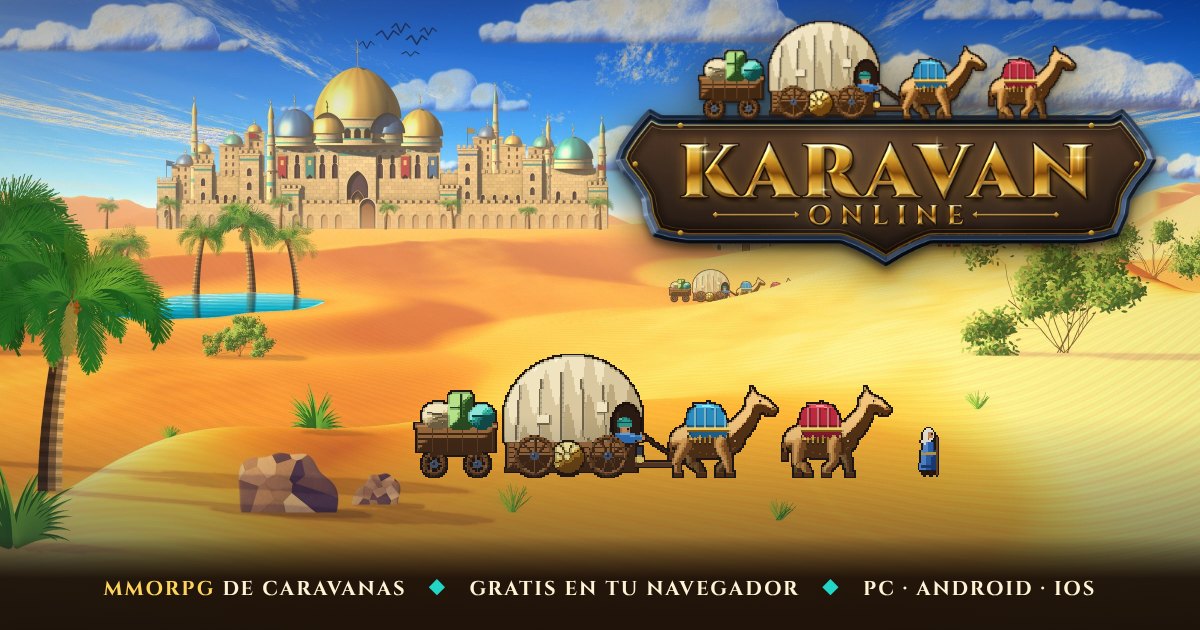 KARAVAN
ONLINE
MMORPG DE CARAVANAS ◆ GRATIS EN TU NAVEGADOR ◆ PC · ANDROID · IOS